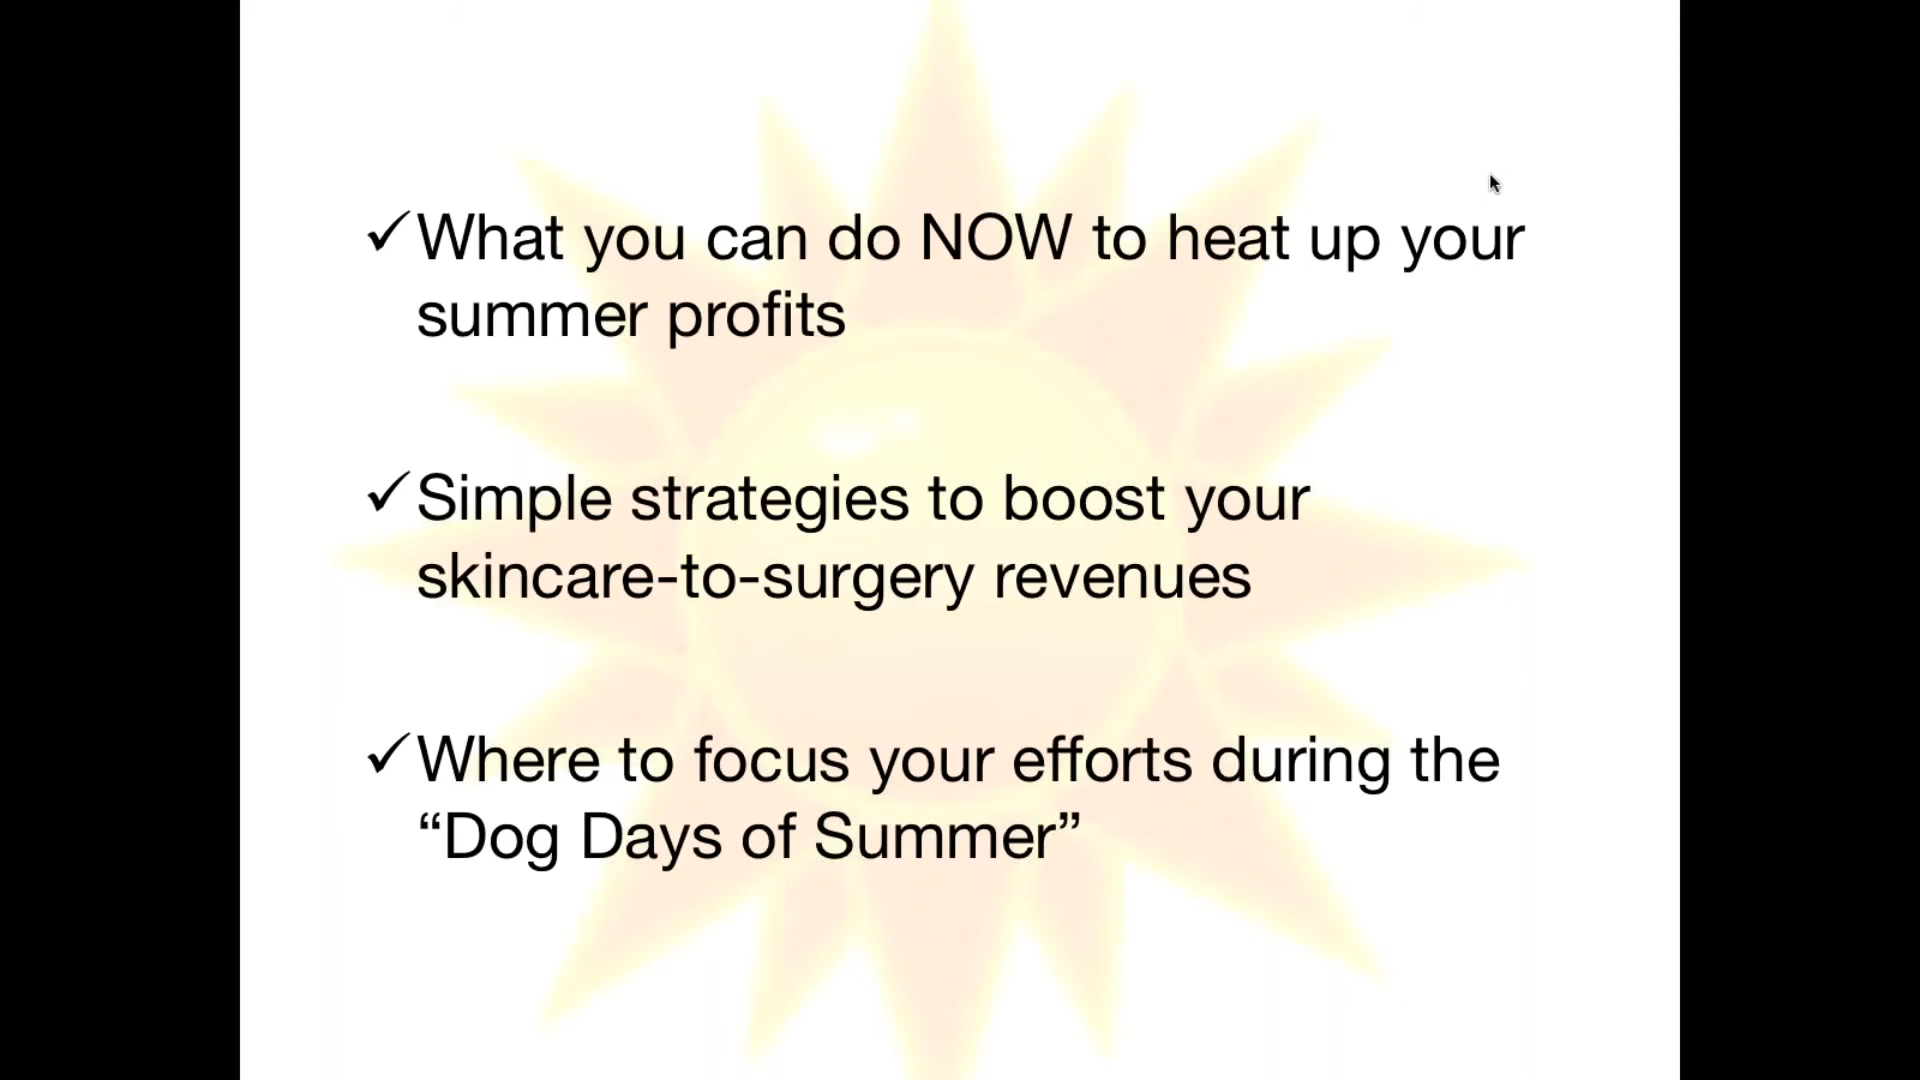 ✓What you can do NOW to heat up your
summer profits
✓Simple strategies to boost your
skincare-to-surgery revenues
✓Where to focus your efforts during the
“Dog Days of Summer”